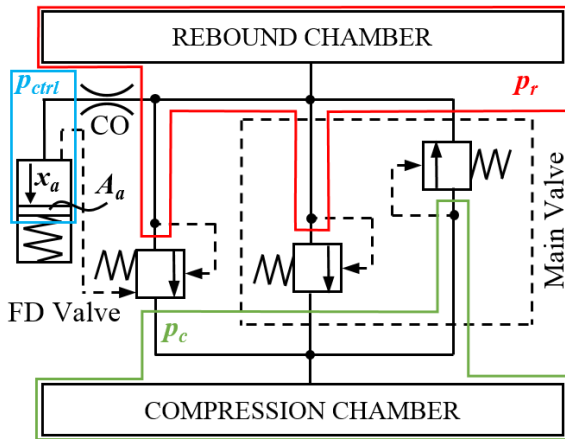 REBOUND CHAMBER
p_ctrl
p_r
CO
x_a
A_a
Main Valve
FD Valve
p_c
COMPRESSION CHAMBER